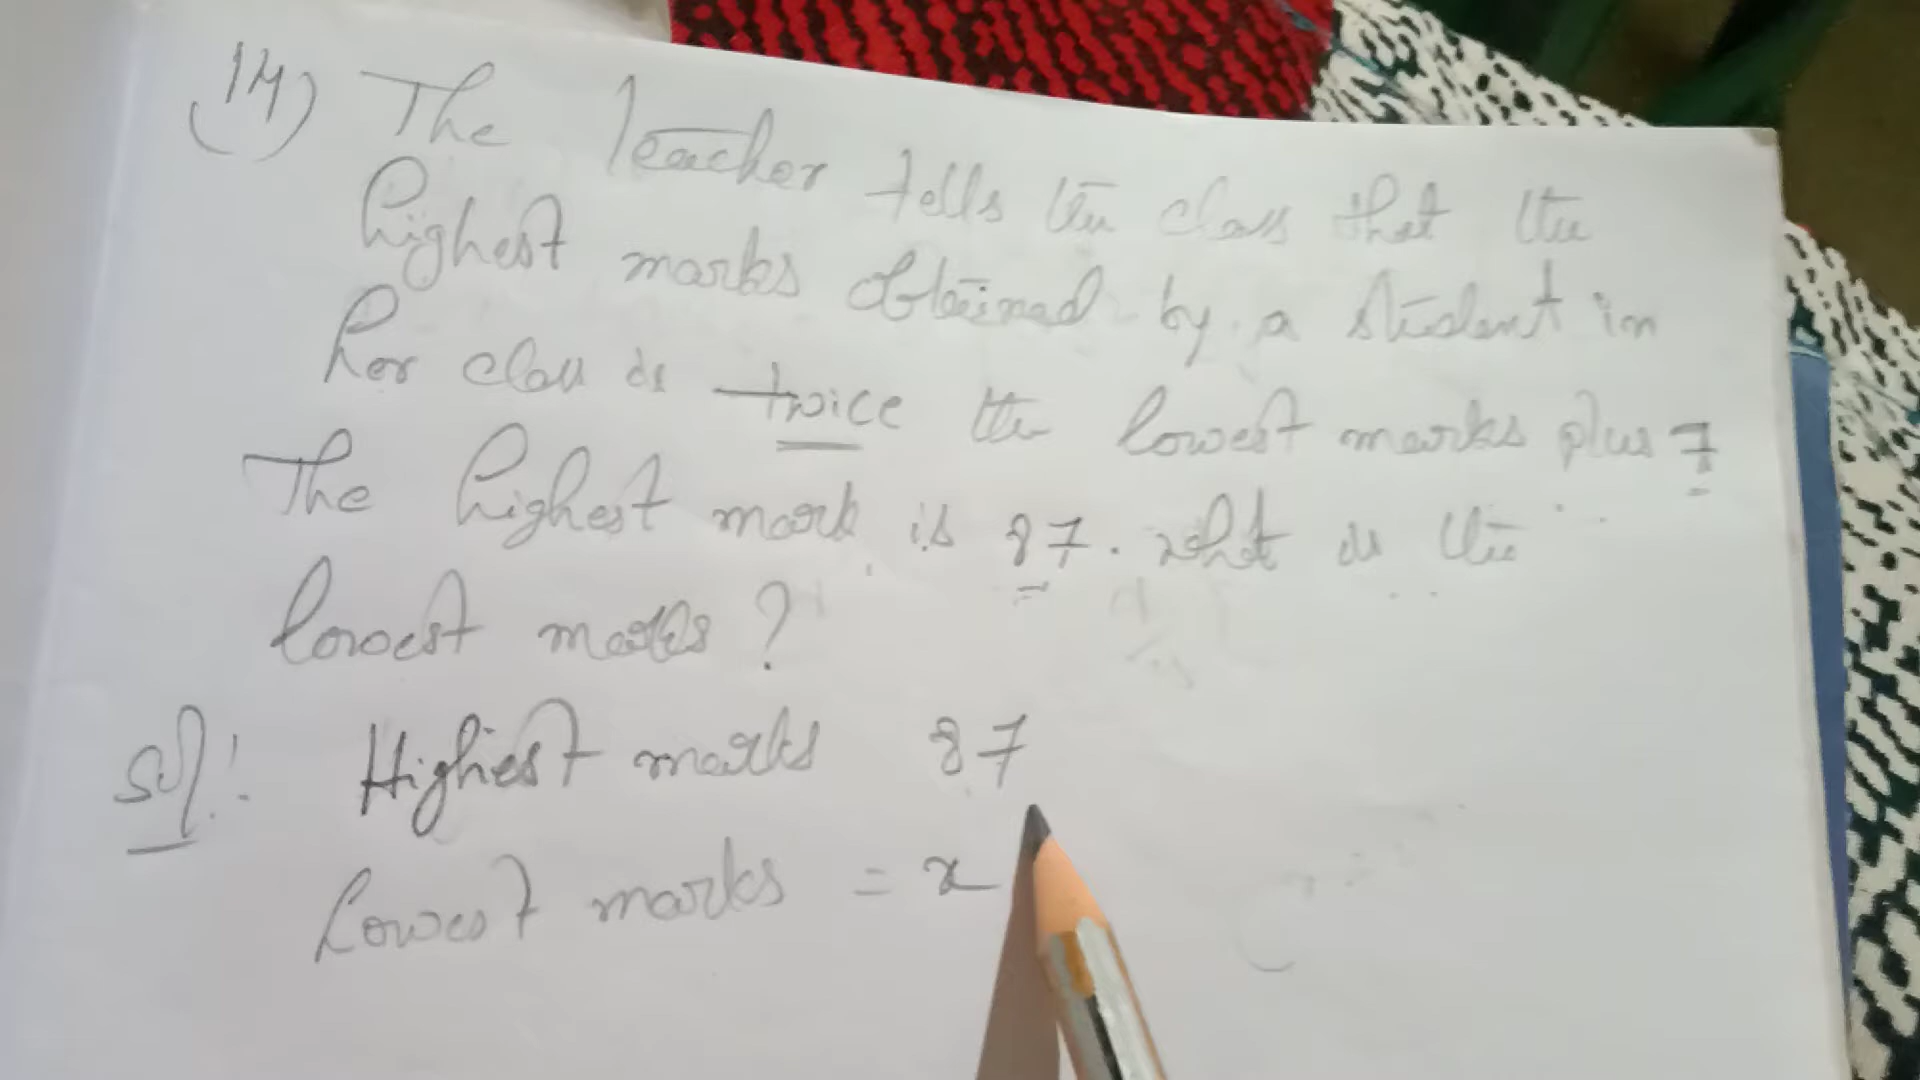 14) The Teacher tells the class that the
highest marks obtained by a student in
her class is twice the lowest marks plus 7
The highest mark is 87. what is the
lowest marks?
Sol: Highest marks 87
Lowest marks = x